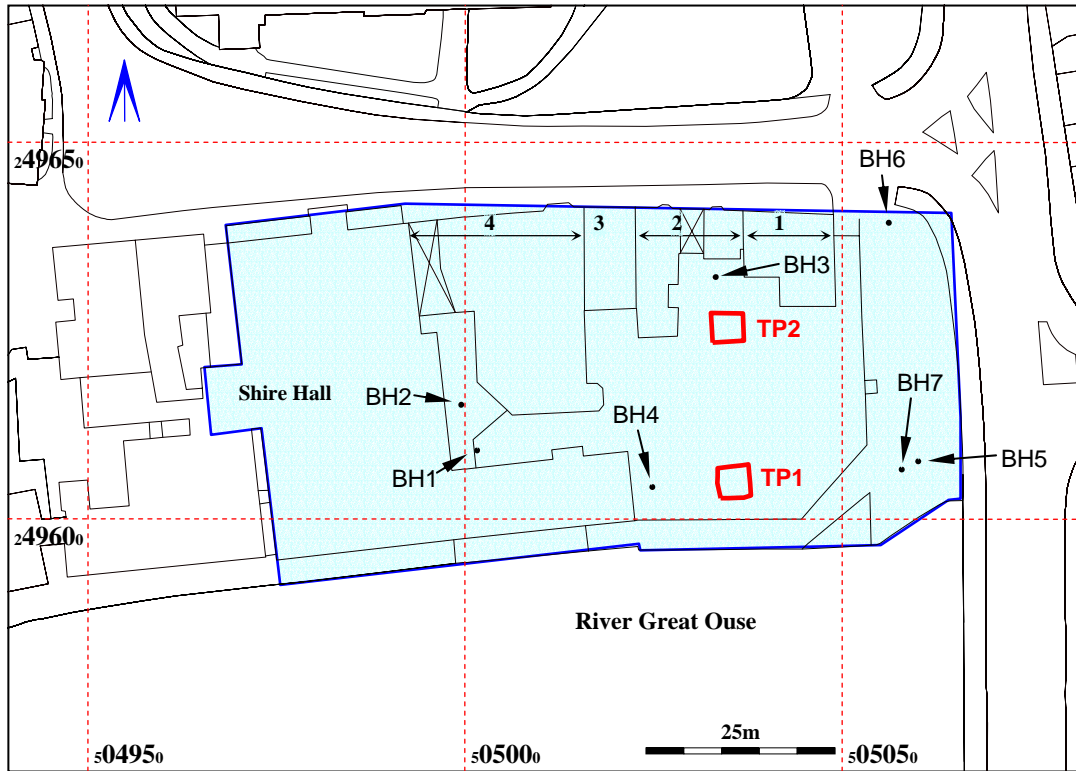 BH6
₂4965₀
4
3
2
1
BH3
TP2
Shire Hall
BH2
BH7
BH4
BH5
BH1
TP1
₂4960₀
River Great Ouse
25m
₅0495₀
₅0500₀
₅0505₀